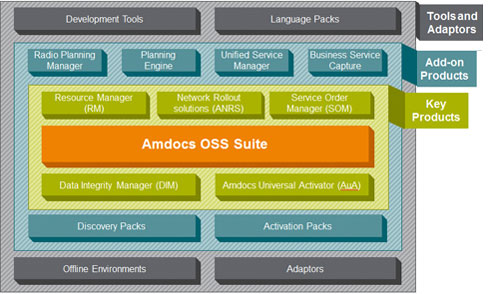 Development Tools
Language Packs
Tools and
Adaptors
Radio Planning
Manager
Planning
Engine
Unified Service
Manager
Business Service
Capture
Add-on
Products
Resource Manager
(RM)
Network Rollout
solutions (ANRS)
Service Order
Manager (SOM)
Key
Products
Amdocs OSS Suite
Data Integrity Manager (DIM)
Amdocs Universal Activator (AuA)
Discovery Packs
Activation Packs
Offline Environments
Adaptors